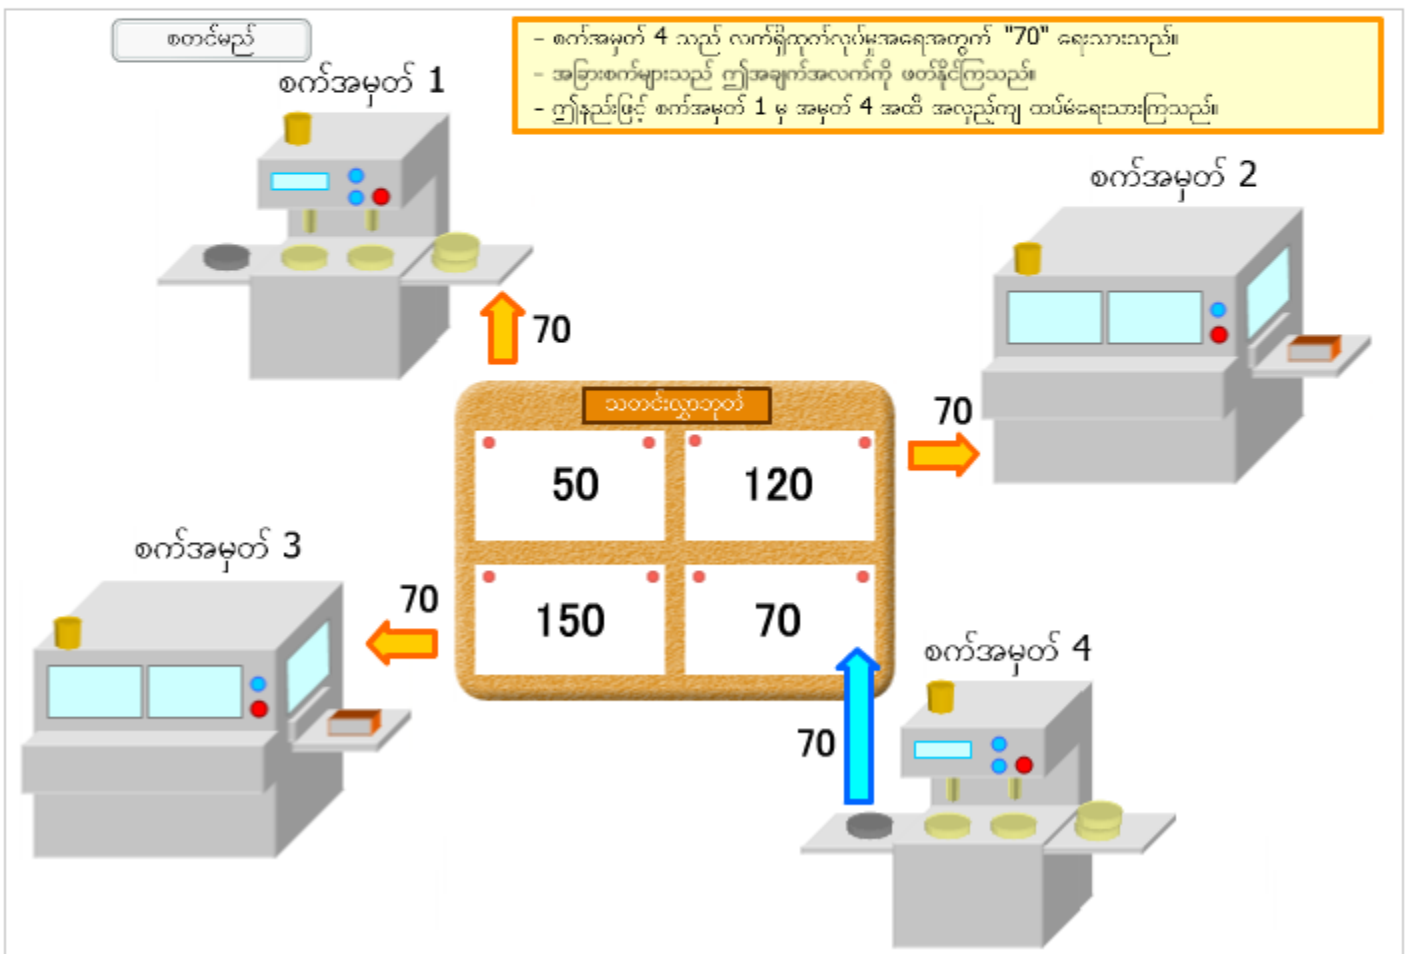 စတင်မည်
- စက်အမှတ် 4 သည် လက်ရှိထုတ်လုပ်မှုအရေအတွက် "70" ရေးသားသည်။
- အခြားစက်များသည် ဤအချက်အလက်ကို ဖတ်နိုင်ကြသည်။
- ဤနည်းဖြင့် စက်အမှတ် 1 မှ အမှတ် 4 အထိ အလှည့်ကျ ထပ်မံရေးသားကြသည်။
စက်အမှတ် 1
စက်အမှတ် 2
70
70
သတင်းလွှာဘုတ်
50
120
စက်အမှတ် 3
70
150
70
စက်အမှတ် 4
70